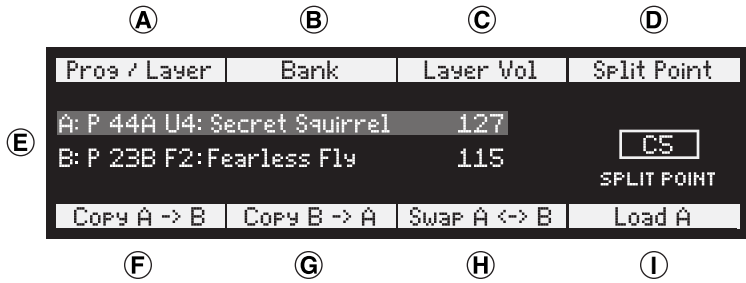 A B C D
Prog / Layer Bank Layer Vol Split Point
E
A: P 44A U4: Secret Squirrel 127
B: P 23B F2: Fearless Fly 115
C5
SPLIT POINT
Copy A -> B Copy B -> A Swap A <-> B Load A
F G H I